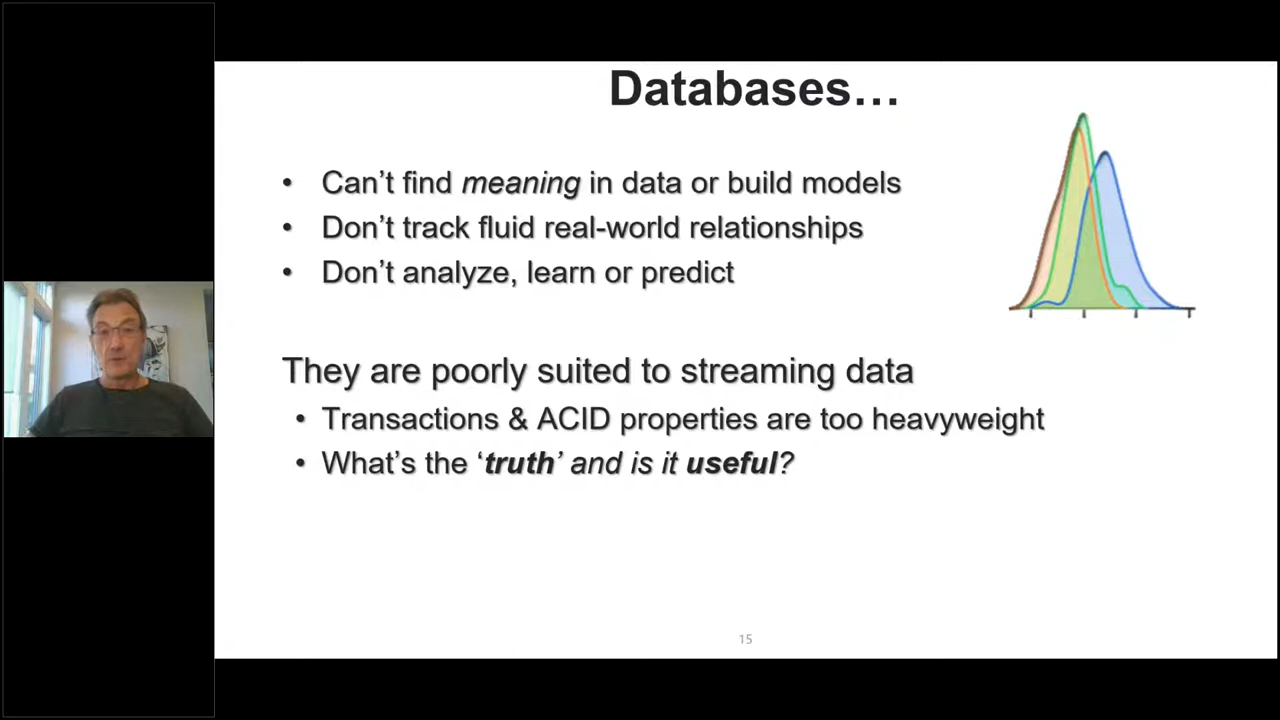 Databases…
• Can’t find meaning in data or build models
• Don’t track fluid real-world relationships
• Don’t analyze, learn or predict
They are poorly suited to streaming data
• Transactions & ACID properties are too heavyweight
• What’s the ‘truth’ and is it useful?
15